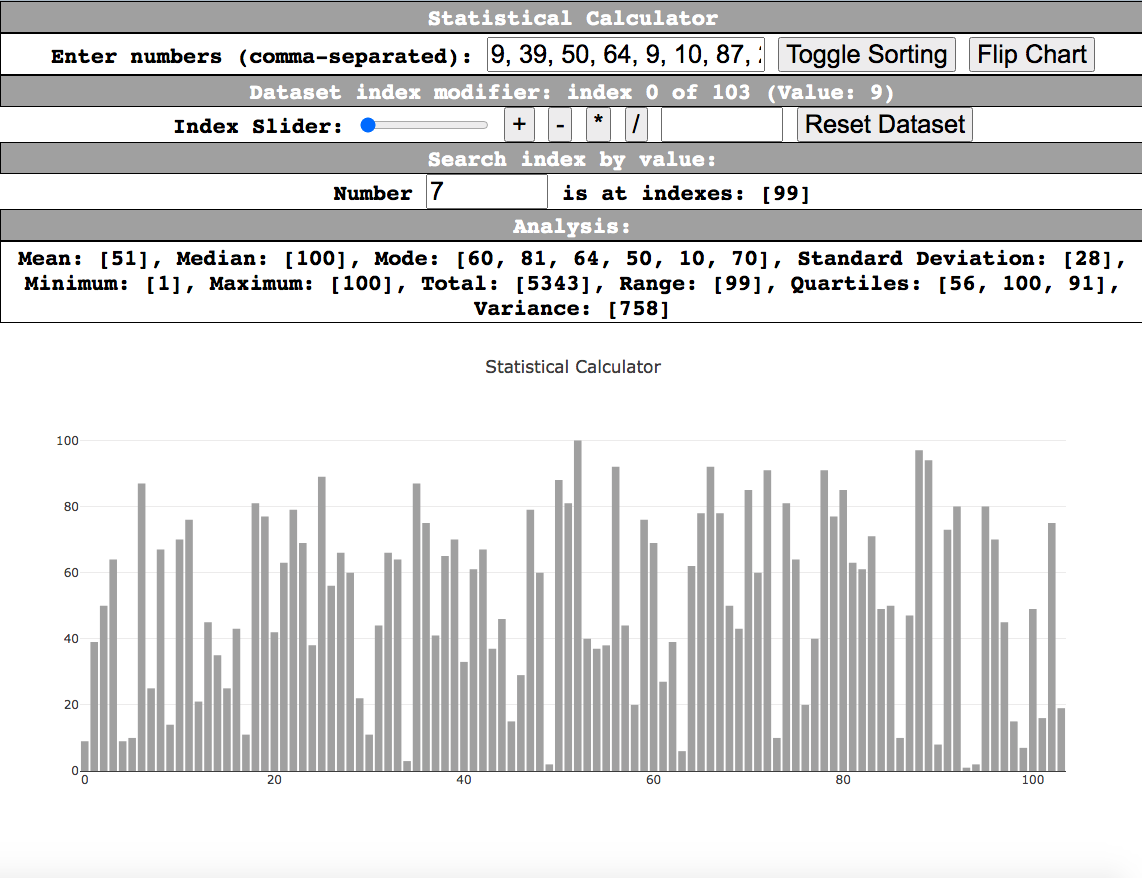 Statistical Calculator
Enter numbers (comma-separated): 9, 39, 50, 64, 9, 10, 87, Toggle Sorting Flip Chart
Dataset index modifier: index 0 of 103 (Value: 9)
Index Slider: + - * / Reset Dataset
Search index by value:
Number 7 is at indexes: [99]
Analysis:
Mean: [51], Median: [100], Mode: [60, 81, 64, 50, 10, 70], Standard Deviation: [28],
Minimum: [1], Maximum: [100], Total: [5343], Range: [99], Quartiles: [56, 100, 91],
Variance: [758]
Statistical Calculator
100
80
60
40
20
0
0 20 40 60 80 100